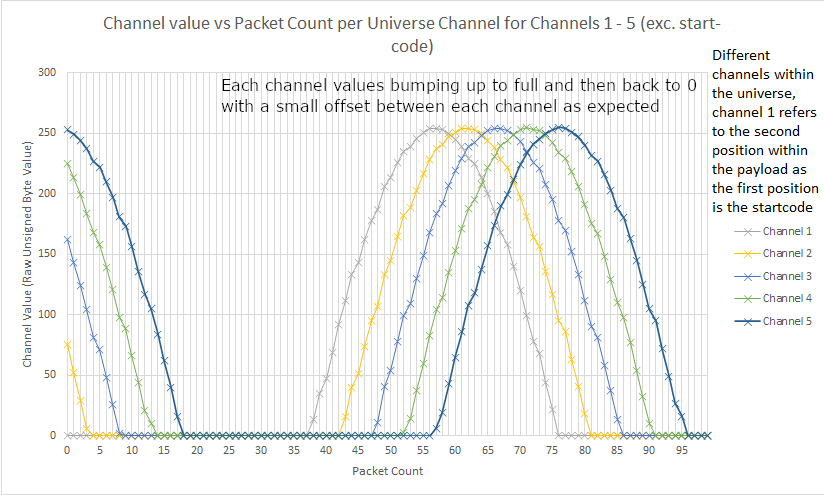 Channel value vs Packet Count per Universe Channel for Channels 1 - 5 (exc. start-
code)
Different
channels within
the universe,
channel 1 refers
to the second
position within
the payload as
the first position
is the startcode
Each channel values bumping up to full and then back to 0
with a small offset between each channel as expected
Channel Value (Raw Unsigned Byte Value)
300
250
200
150
100
50
0
0 5 10 15 20 25 30 35 40 45 50 55 60 65 70 75 80 85 90 95
Packet Count
Channel 1
Channel 2
Channel 3
Channel 4
Channel 5